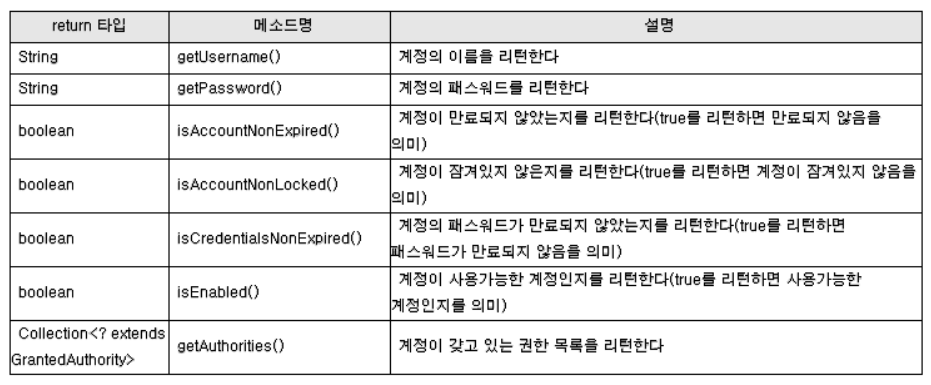 return 타입 메소드명 설명
String getUsername() 계정의 이름을 리턴한다
String getPassword() 계정의 패스워드를 리턴한다
boolean isAccountNonExpired() 계정이 만료되지 않았는지를 리턴한다(true를 리턴하면 만료되지 않음을
의미)
boolean isAccountNonLocked() 계정이 잠겨있지 않은지를 리턴한다(true를 리턴하면 계정이 잠겨있지 않음을
의미)
boolean isCredentialsNonExpired() 계정의 패스워드가 만료되지 않았는지를 리턴한다(true를 리턴하면
패스워드가 만료되지 않음을 의미)
boolean isEnabled() 계정이 사용가능한 계정인지를 리턴한다(true를 리턴하면 사용가능한
계정인지를 의미)
Collection<? extends
GrantedAuthority> getAuthorities() 계정이 갖고 있는 권한 목록을 리턴한다